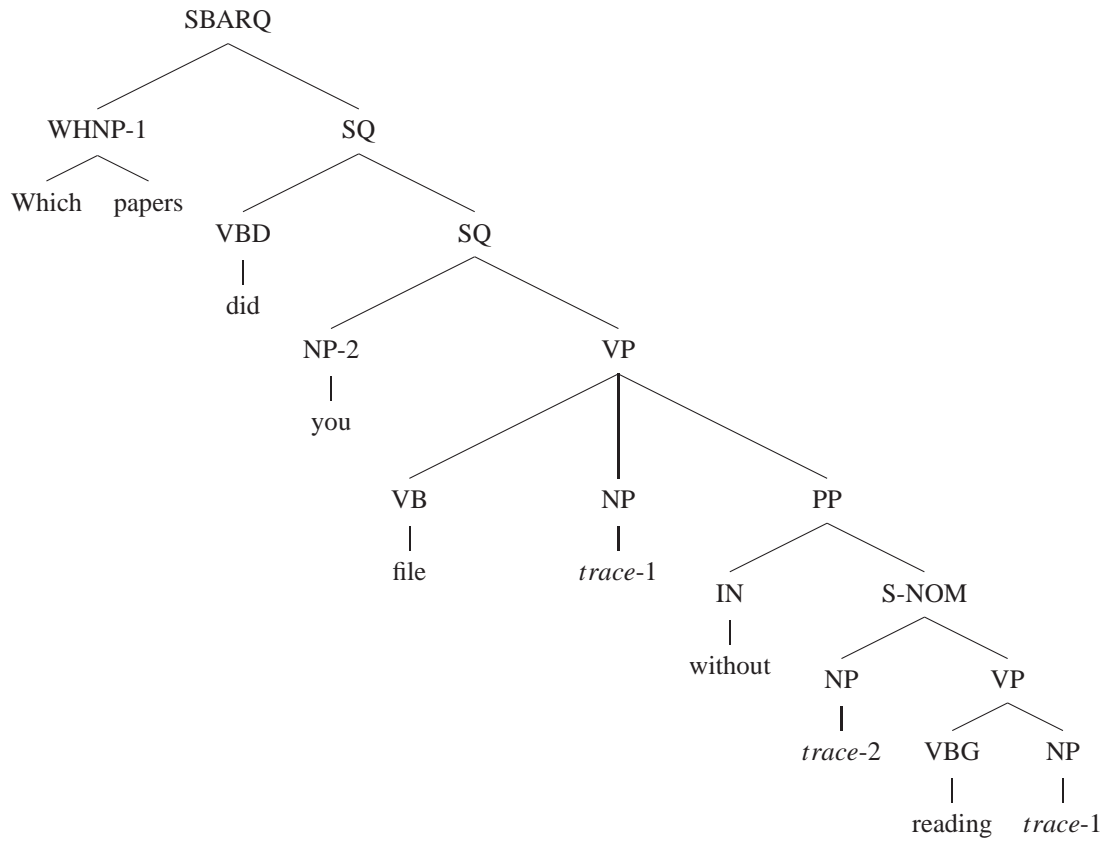 SBARQ
WHNP-1 SQ
Which papers
VBD SQ
did
NP-2 VP
you
VB NP PP
file trace-1
IN S-NOM
without
NP VP
trace-2 VBG NP
reading trace-1